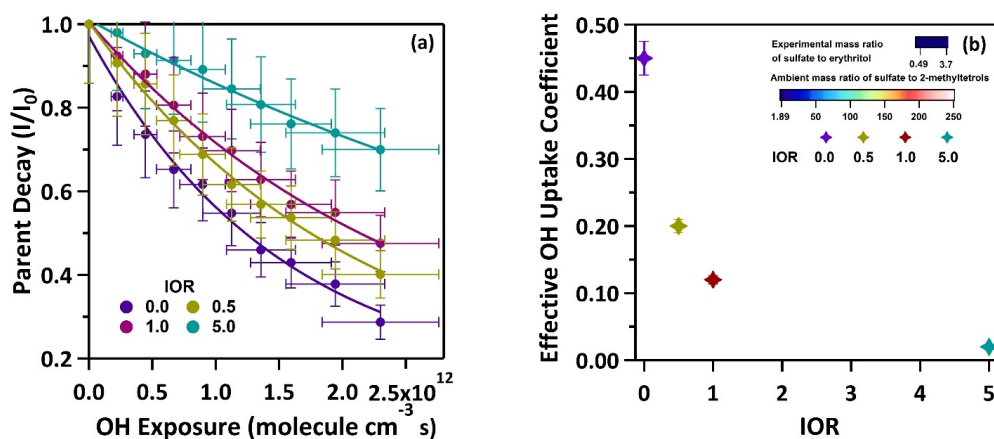 (a)
1.0
0.8
0.6
0.4
0.2
Parent Decay (I/I₀)
IOR
0.0 0.5
1.0 5.0
0.0 0.5 1.0 1.5 2.0 2.5x10¹²
OH Exposure (molecule cm⁻³ s)
(b)
0.50
0.40
0.30
0.20
0.10
0.00
Effective OH Uptake Coefficient
Experimental mass ratio
of sulfate to erythritol
0.49 3.7
Ambient mass ratio of sulfate to 2-methyltetrols
1.89 50 100 150 200 250
IOR 0.0 0.5 1.0 5.0
0 1 2 3 4 5
IOR